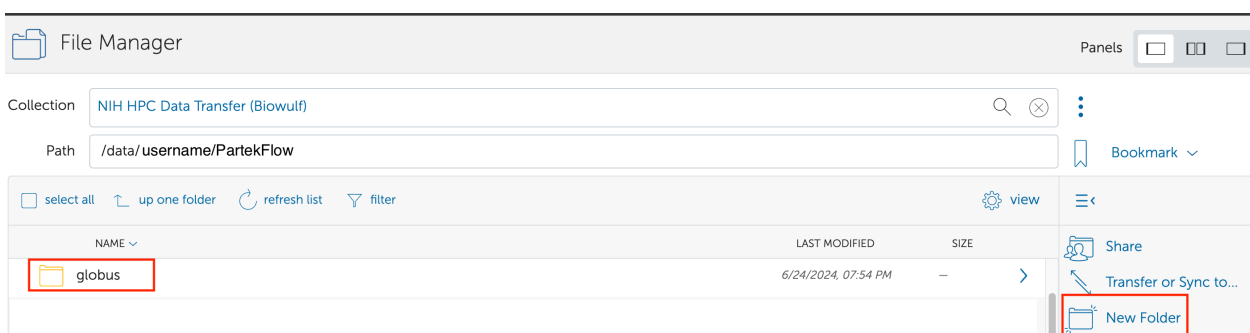 File Manager
Panels
Collection NIH HPC Data Transfer (Biowulf)
Path /data/username/PartekFlow
Bookmark
select all up one folder refresh list filter view
NAME LAST MODIFIED SIZE
Share
globus 6/24/2024, 07:54 PM —
Transfer or Sync to...
New Folder